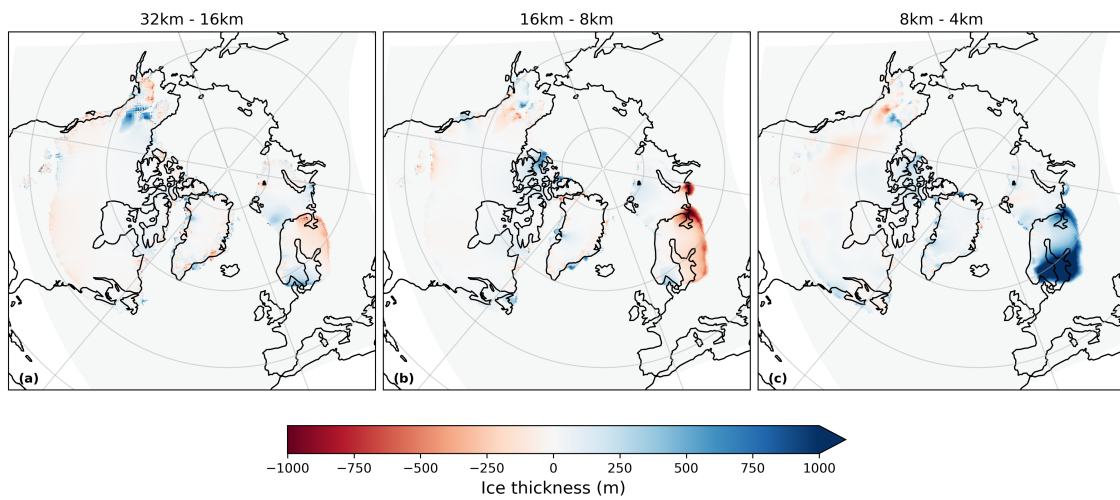 32km - 16km
16km - 8km
8km - 4km
(a)
(b)
(c)
−1000 −750 −500 −250 0 250 500 750 1000
Ice thickness (m)